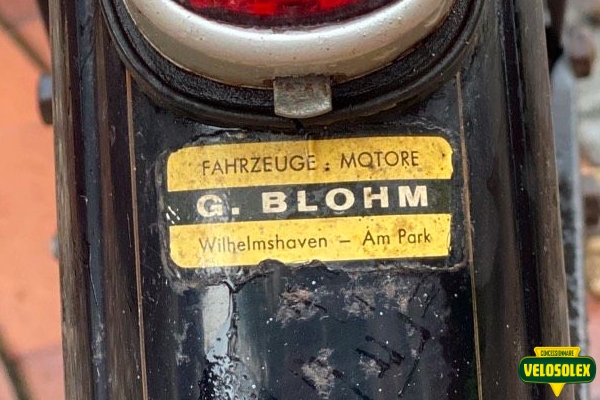 FAHRZEUGE . MOTORE
G. BLOHM
Wilhelmshaven – Am Park
CONCESSIONNAIRE
VELOSOLEX